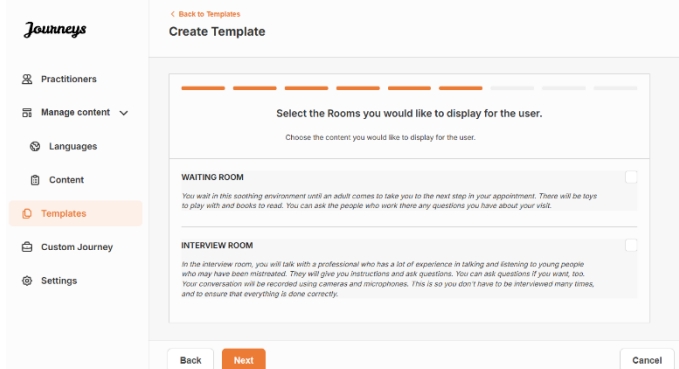 Journeys
Practitioners
Manage content
Languages
Content
Templates
Custom Journey
Settings
< Back to Templates
Create Template
Select the Rooms you would like to display for the user.
Choose the content you would like to display for the user.
WAITING ROOM
You wait in this soothing environment until an adult comes to take you to the next step in your appointment. There will be toys
to play with and books to read. You can ask the people who work there any questions you have about your visit.
INTERVIEW ROOM
In the interview room, you will talk with a professional who has a lot of experience in talking and listening to young people
who may have been mistreated. They will give you instructions and ask questions. You can ask questions if you want, too.
Your conversation will be recorded using cameras and microphones. This is so you don't have to be interviewed many times,
and to ensure that everything is done correctly.
Back
Next
Cancel